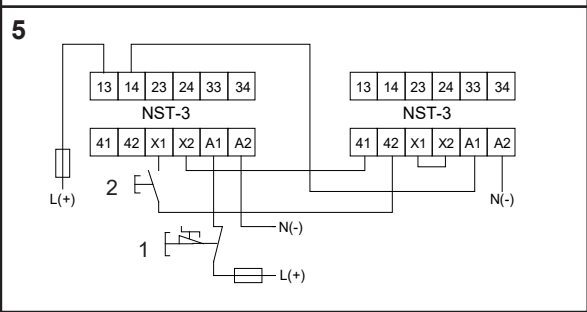 5
13 14 23 24 33 34
13 14 23 24 33 34
NST-3
NST-3
41 42 X1 X2 A1 A2
41 42 X1 X2 A1 A2
2
L(+)
N(-)
N(-)
1
L(+)